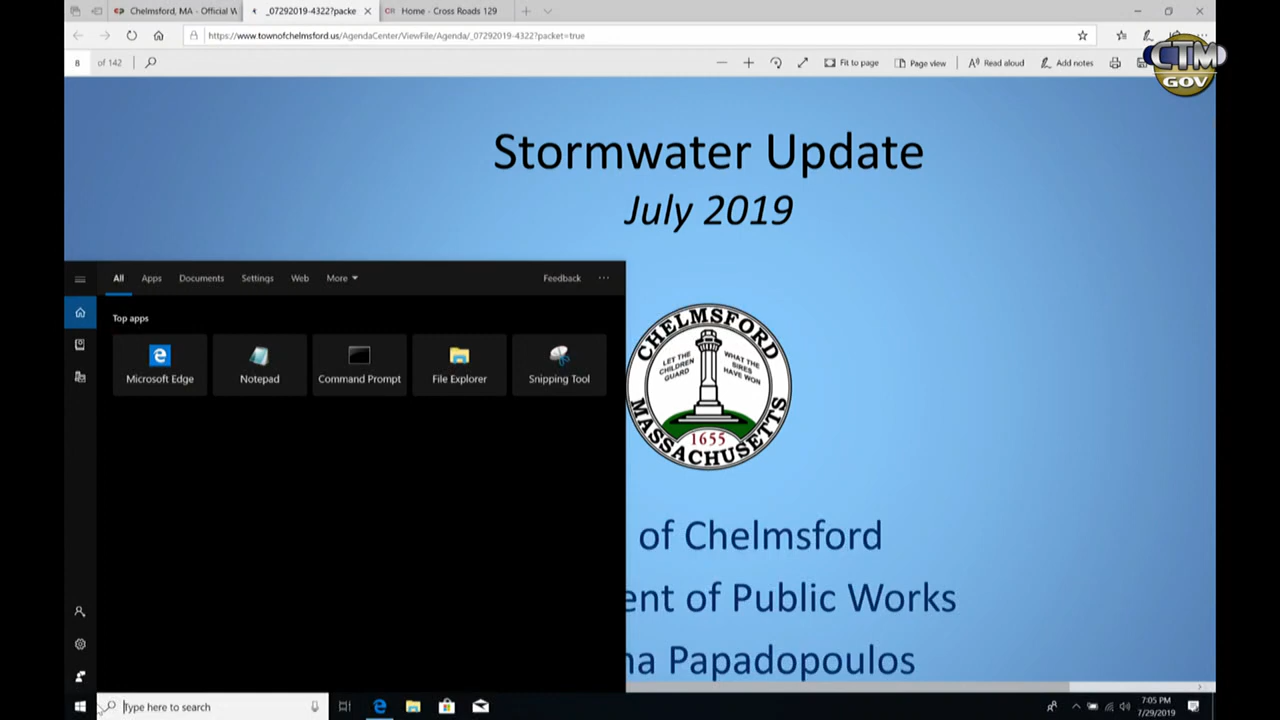 Chelmsford, MA - Official W
_07292019-4322?packe
CR Home - Cross Roads 129
https://www.townofchelmsford.us/AgendaCenter/ViewFile/Agenda/_07292019-4322?packet=true
8 of 142
Fit to page
Page view
Read aloud
Add notes
CTM
GOV
Stormwater Update
July 2019
All Apps Documents Settings Web More Feedback
Top apps
Microsoft Edge
Notepad
Command Prompt
File Explorer
Snipping Tool
CHELMSFORD
LET THE CHILDREN GUARD
WHAT THE SIRES HAVE WON
1655
MASSACHUSETTS
of Chelmsford
ent of Public Works
na Papadopoulos
Type here to search
7:05 PM
7/29/2019